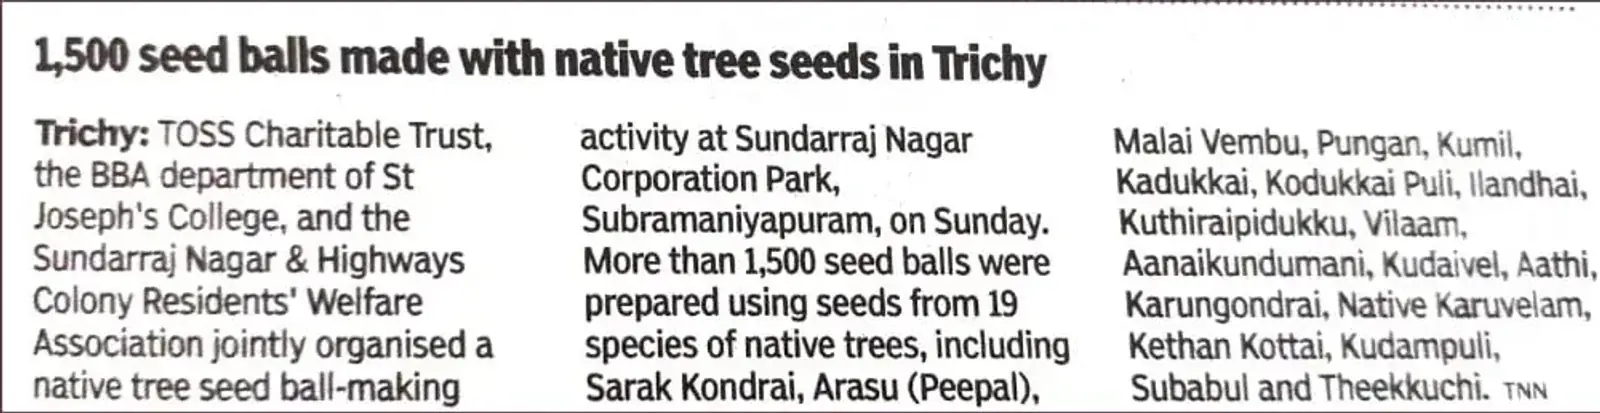 1,500 seed balls made with native tree seeds in Trichy
Trichy: TOSS Charitable Trust,
the BBA department of St
Joseph's College, and the
Sundarraj Nagar & Highways
Colony Residents' Welfare
Association jointly organised a
native tree seed ball-making
activity at Sundarraj Nagar
Corporation Park,
Subramaniyapuram, on Sunday.
More than 1,500 seed balls were
prepared using seeds from 19
species of native trees, including
Sarak Kondrai, Arasu (Peepal),
Malai Vembu, Pungan, Kumil,
Kadukkai, Kodukkai Puli, Ilandhai,
Kuthiraipidukku, Vilaam,
Aanaikundumani, Kudaivel, Aathi,
Karungondrai, Native Karuvelam,
Kethan Kottai, Kudampuli,
Subabul and Theekkuchi. TNN